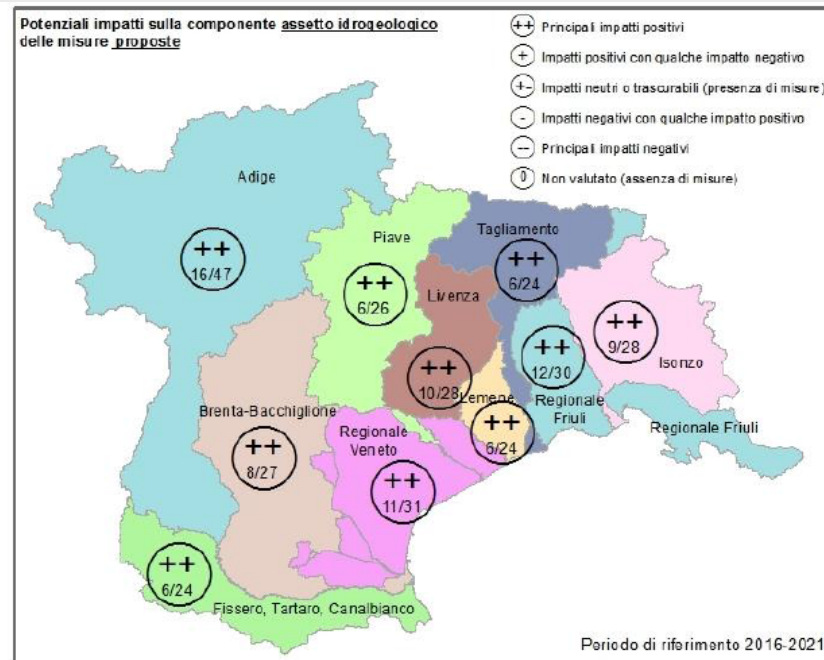 Potenziali impatti sulla componente assetto idrogeologico
delle misure proposte
++ Principali impatti positivi
+ Impatti positivi con qualche impatto negativo
+- Impatti neutri o trascurabili (presenza di misure)
- Impatti negativi con qualche impatto positivo
-- Principali impatti negativi
0 Non valutato (assenza di misure)
Adige
++
16/47
Piave
++
6/26
Tagliamento
++
6/24
Livenza
++
10/28
Lemene
++
6/24
++
12/30
Regionale
Friuli
++
9/28
Isonzo
Regionale Friuli
Brenta-Bacchiglione
++
8/27
Regionale
Veneto
++
11/31
++
6/24
Fissero, Tartaro, Canalbianco
Periodo di riferimento 2016-2021